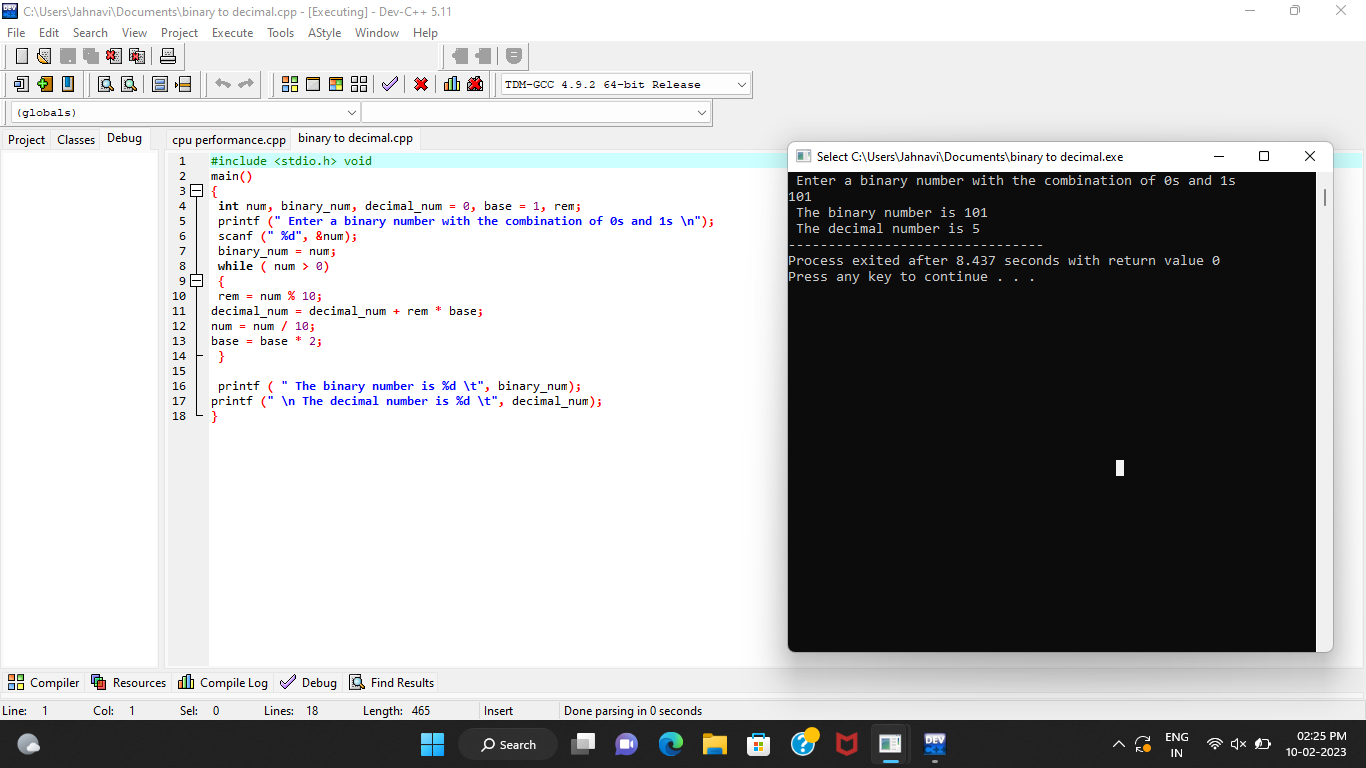 C:\Users\Jahnavi\Documents\binary to decimal.cpp - [Executing] - Dev-C++ 5.11
File Edit Search View Project Execute Tools AStyle Window Help
TDM-GCC 4.9.2 64-bit Release
(globals)
Project Classes Debug
cpu performance.cpp binary to decimal.cpp
1 #include <stdio.h> void
2 main()
3 {
4 int num, binary_num, decimal_num = 0, base = 1, rem;
5 printf (" Enter a binary number with the combination of 0s and 1s \n");
6 scanf (" %d", &num);
7 binary_num = num;
8 while ( num > 0)
9 {
10 rem = num % 10;
11 decimal_num = decimal_num + rem * base;
12 num = num / 10;
13 base = base * 2;
14 }
15
16 printf ( " The binary number is %d \t", binary_num);
17 printf (" \n The decimal number is %d \t", decimal_num);
18 }
Select C:\Users\Jahnavi\Documents\binary to decimal.exe
Enter a binary number with the combination of 0s and 1s
101
The binary number is 101
The decimal number is 5
--------------------------------
Process exited after 8.437 seconds with return value 0
Press any key to continue . . .
Compiler Resources Compile Log Debug Find Results
Line: 1 Col: 1 Sel: 0 Lines: 18 Length: 465 Insert Done parsing in 0 seconds
Search
DEV
ENG
IN
02:25 PM
10-02-2023